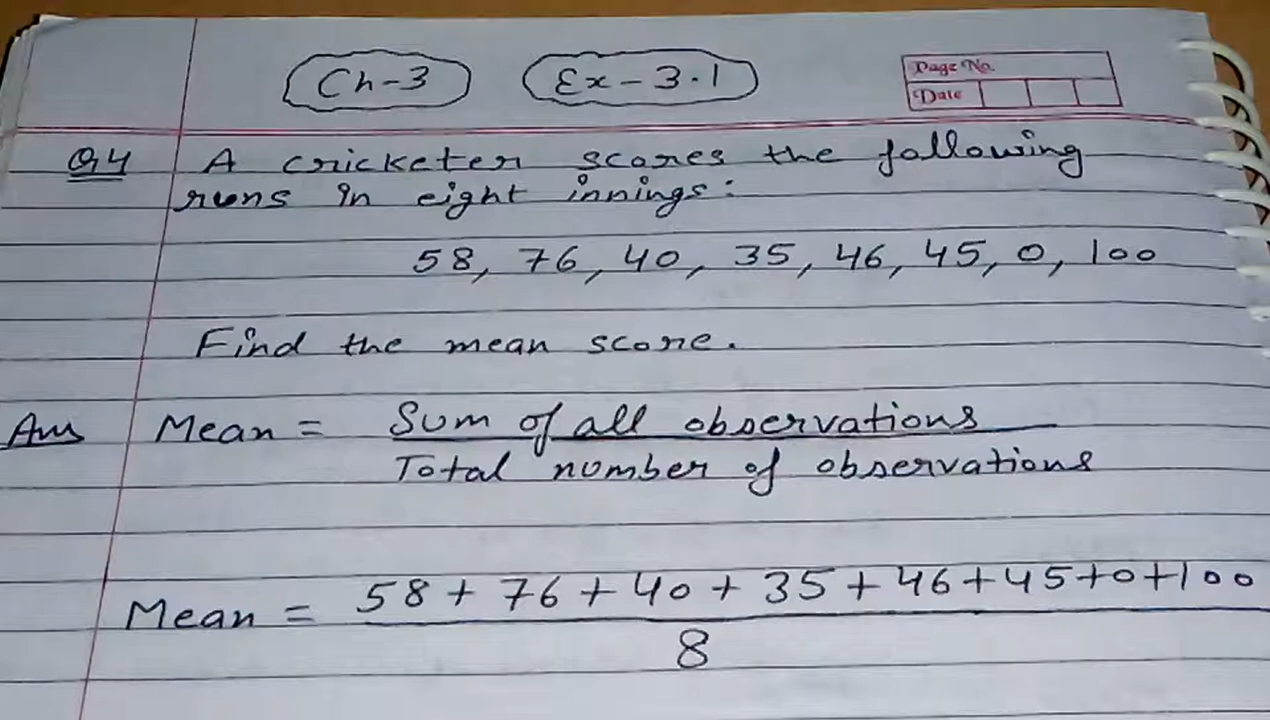 Ch-3 Ex-3.1
Page No.
Date
Q4 A cricketer scores the following
runs in eight innings:
58, 76, 40, 35, 46, 45, 0, 100
Find the mean score.
Ans Mean = Sum of all observations
Total number of observations
Mean = 58 + 76 + 40 + 35 + 46 + 45 + 0 + 100
8